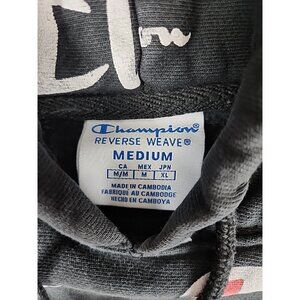 Champion®
REVERSE WEAVE®
MEDIUM
CA MEX JPN
M/M M XL
MADE IN CAMBODIA
FABRIQUÉ AU CAMBODGE
HECHO EN CAMBOYA